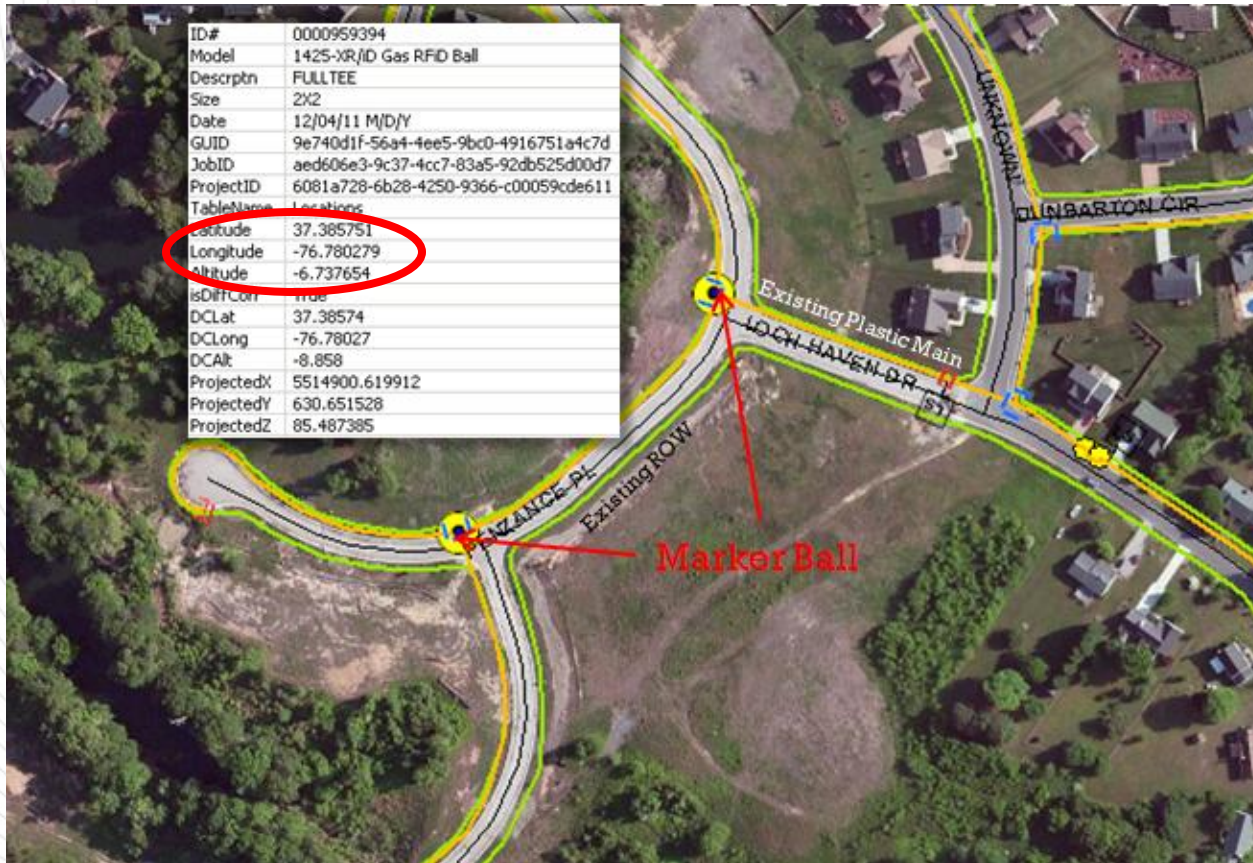 ID# 0000959394
Model 1425-XR/iD Gas RFiD Ball
Descrptn FULLTEE
Size 2X2
Date 12/04/11 M/D/Y
GUID 9e740d1f-56a4-4ee5-9bc0-4916751a4c7d
JobID aed606e3-9c37-4cc7-83a5-92db525d00d7
ProjectID 6081a728-6b28-4250-9366-c00059cde611
TableName Locations
Latitude 37.385751
Longitude -76.780279
Altitude -6.737654
isDiffCorr True
DCLat 37.38574
DCLong -76.78027
DCAlt -8.858
ProjectedX 5514900.619912
ProjectedY 630.651528
ProjectedZ 85.487385
UNKNOWN
DUNBARTON CIR
Existing Plastic Main
LOCH HAVEN DR
ST
Existing ROW
NZANCE PL
Marker Ball